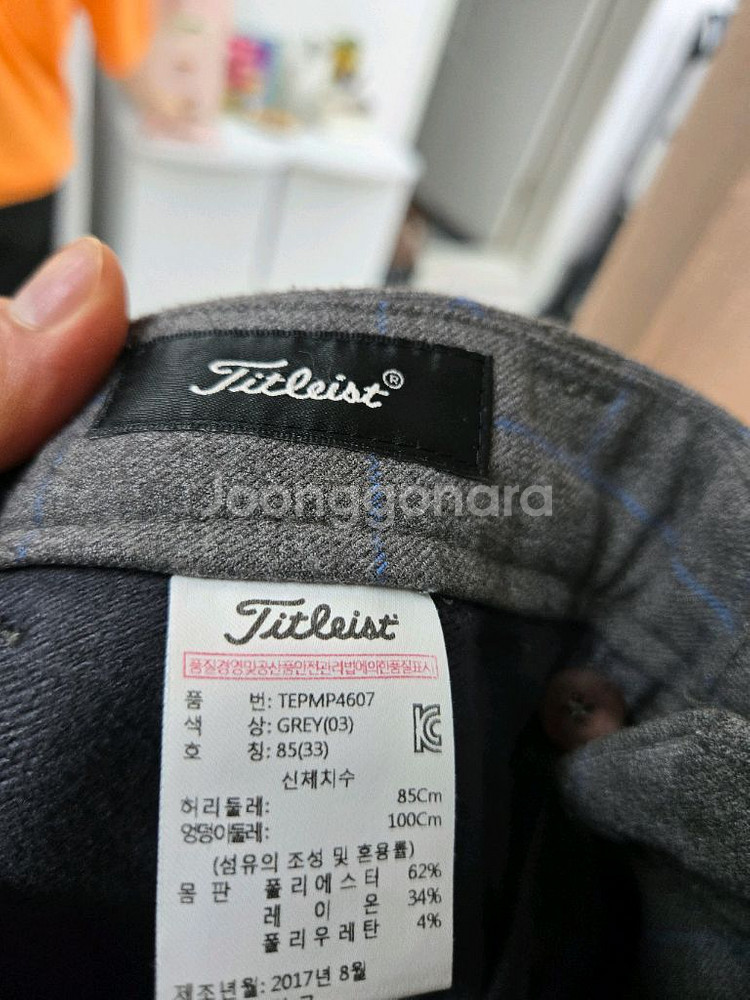 Titleist®
Joonggonara
Titleist
품질경영및공산품안전관리법에의한품질표시
품 번: TEPMP4607
색 상: GREY(03)
호 칭: 85(33)
신체치수
허리둘레: 85Cm
엉덩이둘레: 100Cm
(섬유의 조성 및 혼용률)
몸 판 폴리에스터 62%
레 이 온 34%
폴리우레탄 4%
제조년월: 2017년 8월